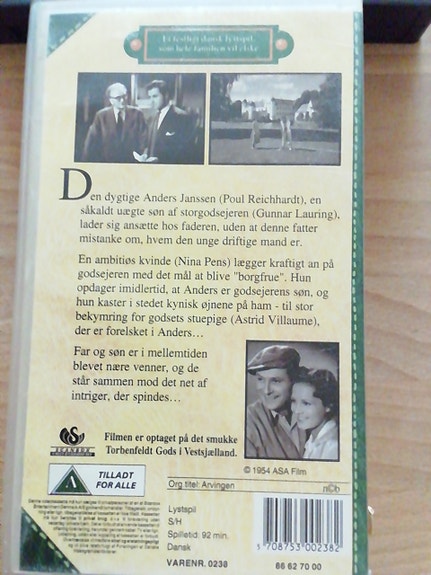 Et festligt dansk lystspil,
som hele familien vil elske
Den dygtige Anders Janssen (Poul Reichhardt), en
såkaldt uægte søn af storgodsejeren (Gunnar Lauring),
lader sig ansætte hos faderen, uden at denne fatter
mistanke om, hvem den unge driftige mand er.
En ambitiøs kvinde (Nina Pens) lægger kraftigt an på
godsejeren med det mål at blive "borgfrue". Hun
opdager imidlertid, at Anders er godsejerens søn, og
hun kaster i stedet kynisk øjnene på ham - til stor
bekymring for godsets stuepige (Astrid Villaume),
der er forelsket i Anders...
Far og søn er i mellemtiden
blevet nære venner, og de
står sammen mod det net af
intriger, der spindes...
SCANBOX
Filmen er optaget på det smukke
Torbenfeldt Gods i Vestsjælland.
© 1954 ASA Film
A
TILLADT
FOR ALLE
Org titel: Arvingen
nCb
Lystspil
S/H
Spilletid: 92 min.
Dansk
VARENR. 0238
5 708753 002382
86 62 70 00